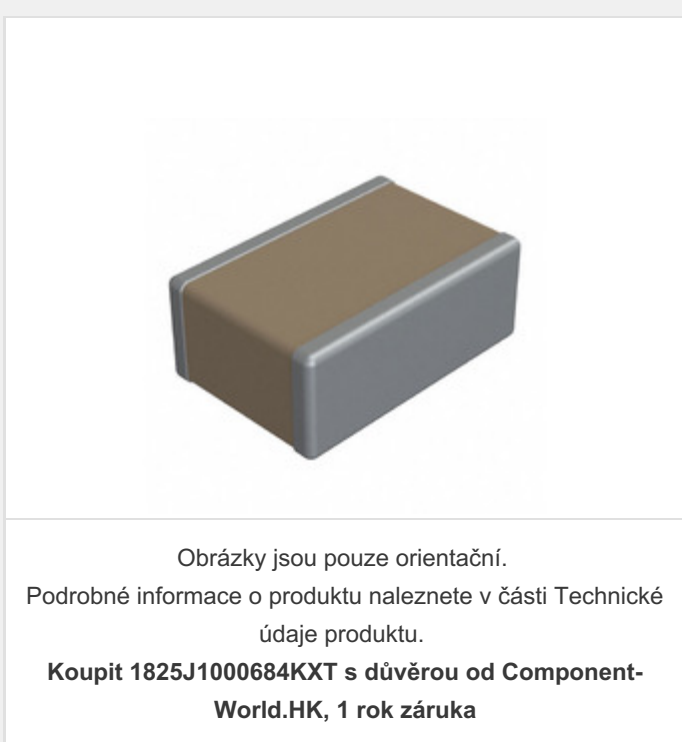 Obrázky jsou pouze orientační.
Podrobné informace o produktu naleznete v části Technické
údaje produktu.
Koupit 1825J1000684KXT s důvěrou od Component-
World.HK, 1 rok záruka